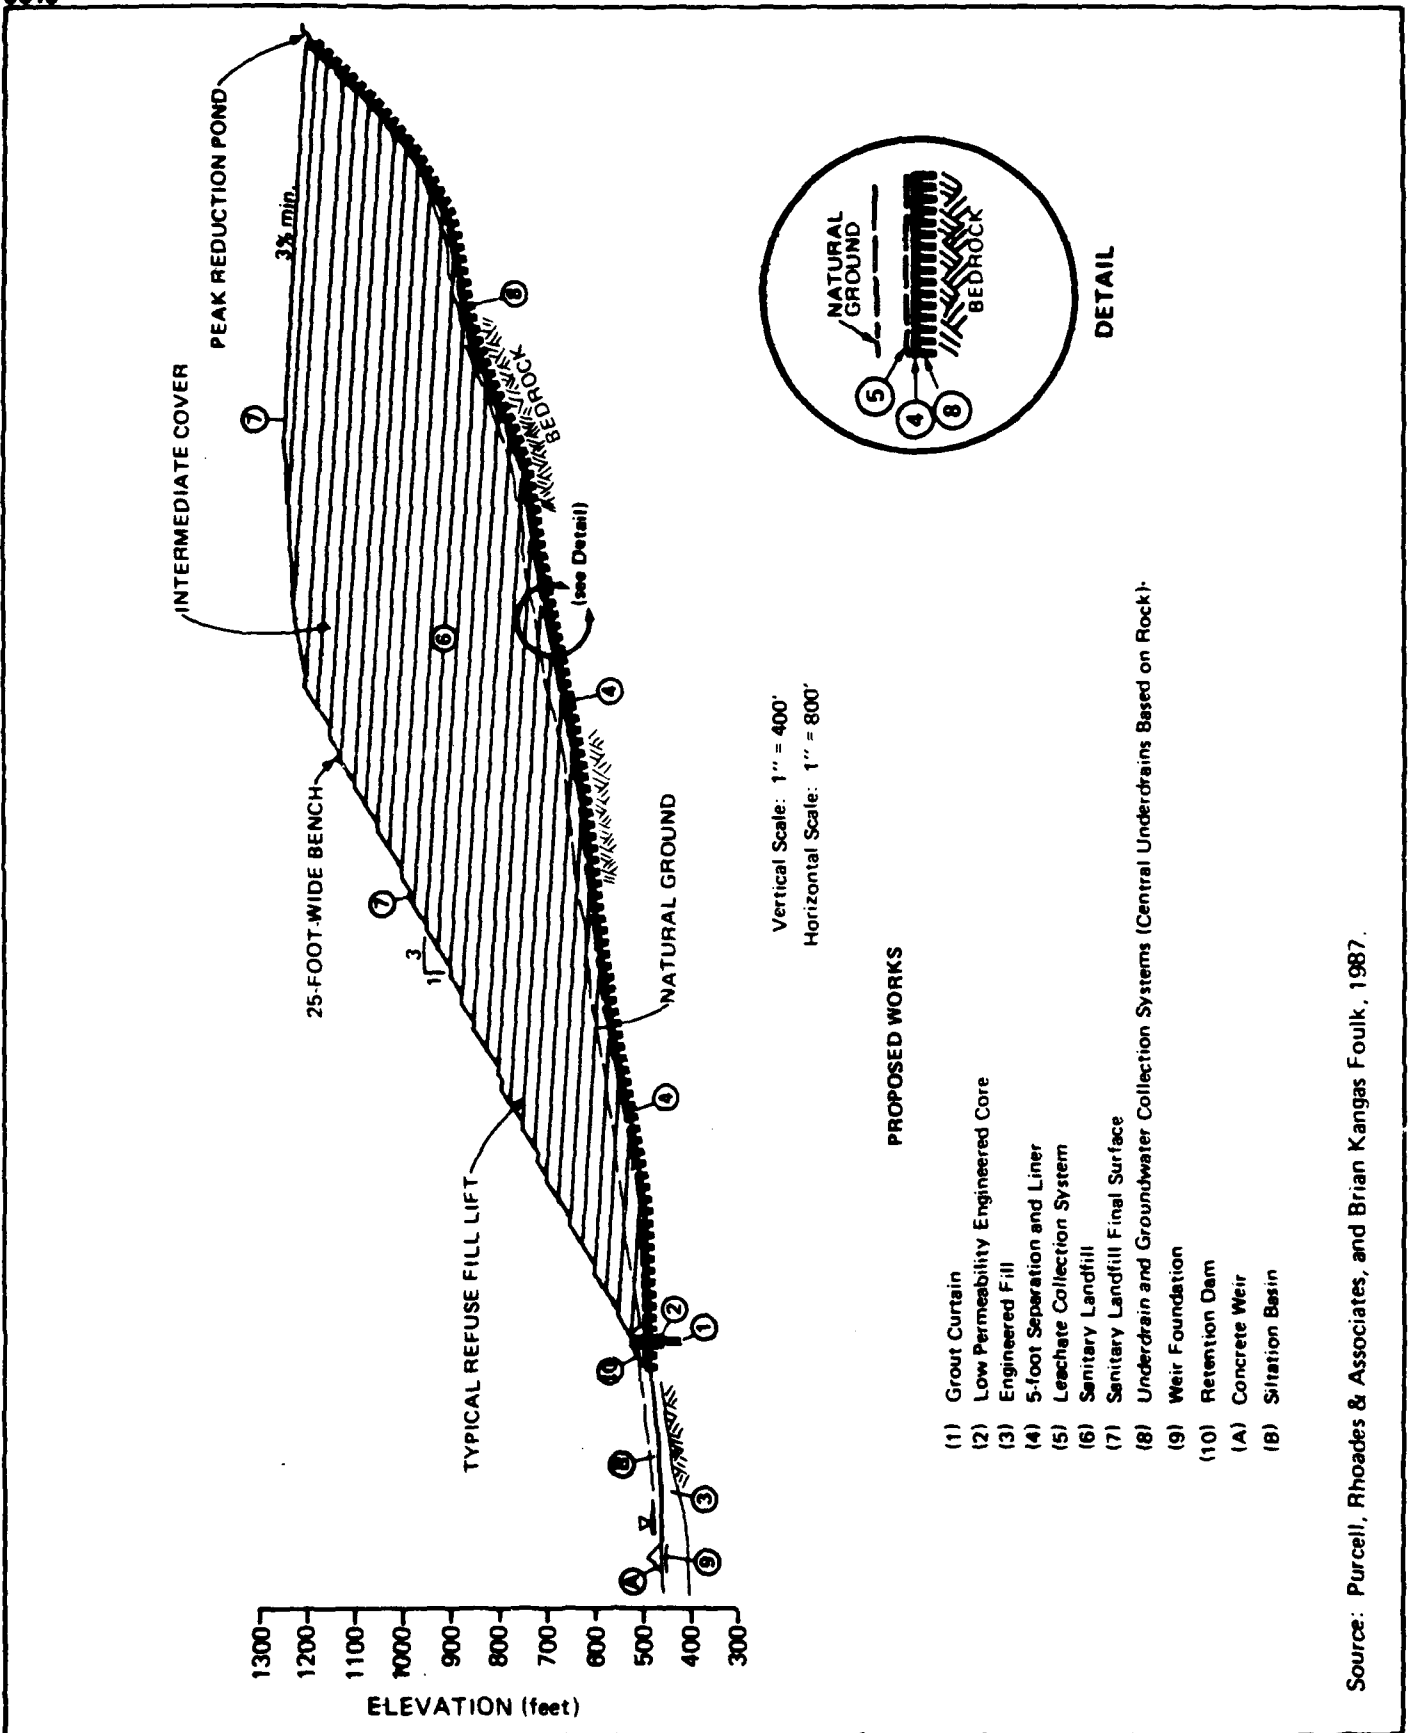 PEAK REDUCTION POND
INTERMEDIATE COVER
3% min.
7
25-FOOT-WIDE BENCH
7
3
1
6
8
BEDROCK
(see Detail)
4
TYPICAL REFUSE FILL LIFT
NATURAL GROUND
4
2
1
10
B
3
A
9
1300
1200
1100
1000
900
800
700
600
500
400
300
ELEVATION (feet)
NATURAL
GROUND
5
4
8
BEDROCK
DETAIL
Vertical Scale: 1" = 400'
Horizontal Scale: 1" = 800'
PROPOSED WORKS
(1) Grout Curtain
(2) Low Permeability Engineered Core
(3) Engineered Fill
(4) 5-foot Separation and Liner
(5) Leachate Collection System
(6) Sanitary Landfill
(7) Sanitary Landfill Final Surface
(8) Underdrain and Groundwater Collection Systems (Central Underdrains Based on Rock).
(9) Weir Foundation
(10) Retention Dam
(A) Concrete Weir
(B) Siltation Basin
Source: Purcell, Rhoades & Associates, and Brian Kangas Foulk, 1987.